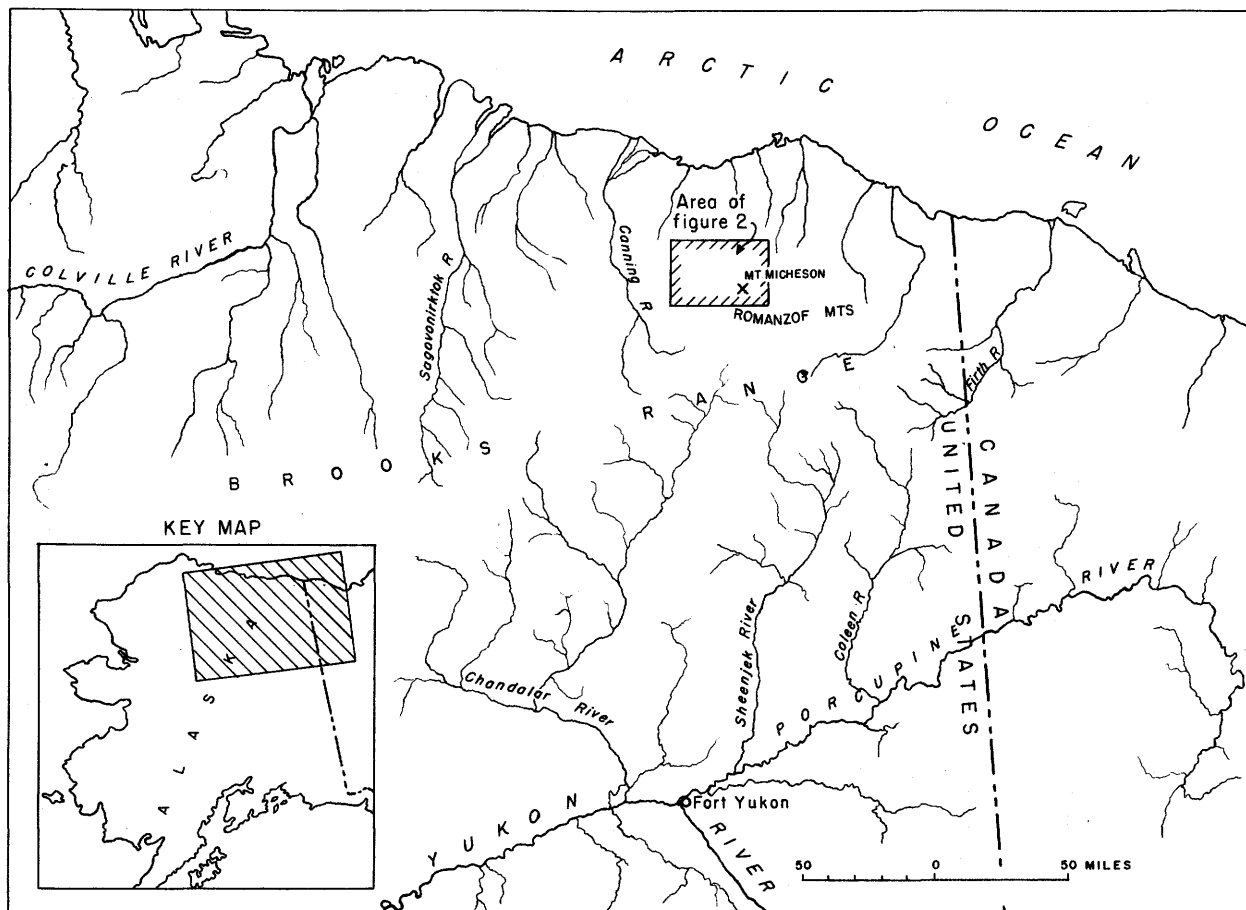 ARCTIC
OCEAN
Area of
figure 2
MT MICHESON
ROMANZOF MTS
COLVILLE RIVER
Sagavanirktok R
Canning R
Firth R
BROOKS RANGE
UNITED STATES
CANADA
KEY MAP
ALASKA
Chandalar
River
Sheenjek River
Coleen R
PORCUPINE
RIVER
YUKON
RIVER
Fort Yukon
50 0 50 MILES